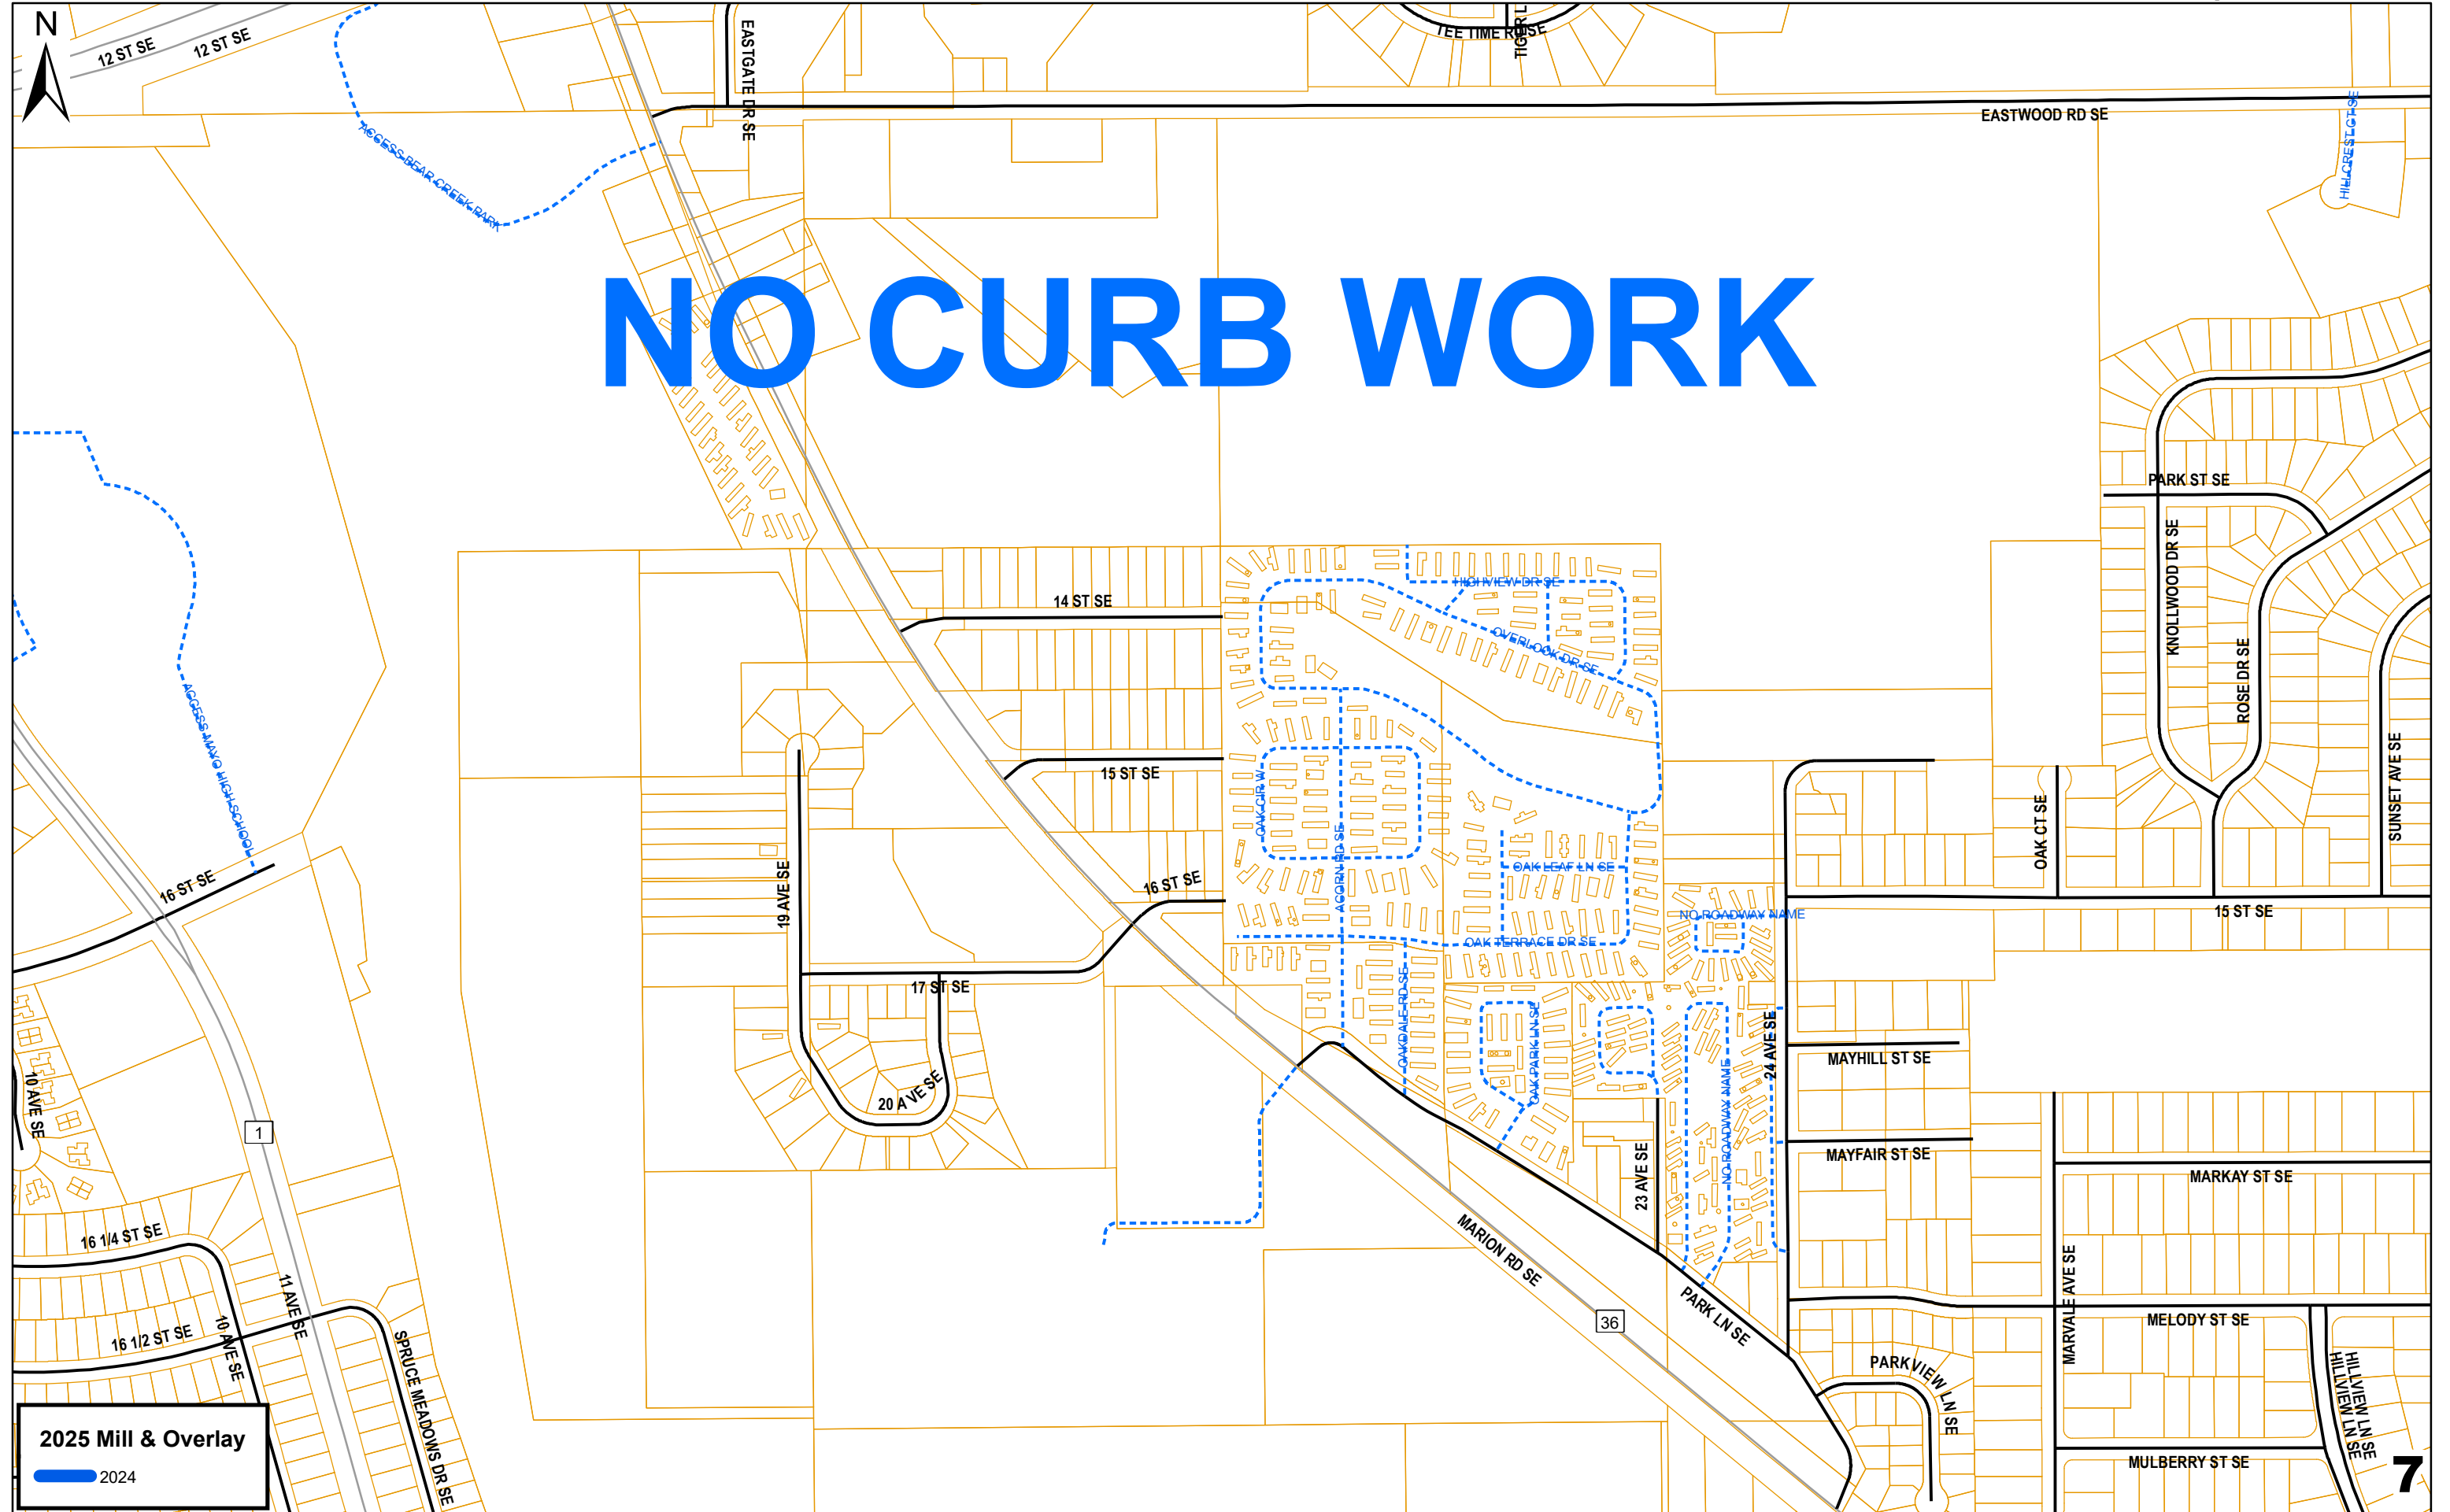 N
12 ST SE
12 ST SE
EASTGATE DR SE
TEE TIME RD SE
EASTWOOD RD SE
HILLCREST CT SE
ACCESS-BEAR CREEK PARK
NO CURB WORK
PARK ST SE
KNOLLWOOD DR SE
ROSE DR SE
SUNSET AVE SE
14 ST SE
HIGHVIEW DR SE
OVERLOOK DR SE
ACCESS-MAYO HIGH SCHOOL
15 ST SE
OAK CIR W
ACORN RD SE
OAK LEAF LN SE
OAK CT SE
16 ST SE
16 ST SE
19 AVE SE
NO ROADWAY NAME
15 ST SE
OAK TERRACE DR SE
17 ST SE
OAKDALE RD SE
OAK PARK LN SE
24 AVE SE
MAYHILL ST SE
10 AVE SE
20 AVE SE
NO ROADWAY NAME
1
MAYFAIR ST SE
23 AVE SE
MARKAY ST SE
16 1/4 ST SE
MARION RD SE
MARVALE AVE SE
11 AVE SE
PARK LN SE
36
MELODY ST SE
16 1/2 ST SE
10 AVE SE
SPRUCE MEADOWS DR SE
PARKVIEW LN SE
HILLVIEW LN SE
HILLVIEW LN SE
MULBERRY ST SE
2025 Mill & Overlay
2024
7